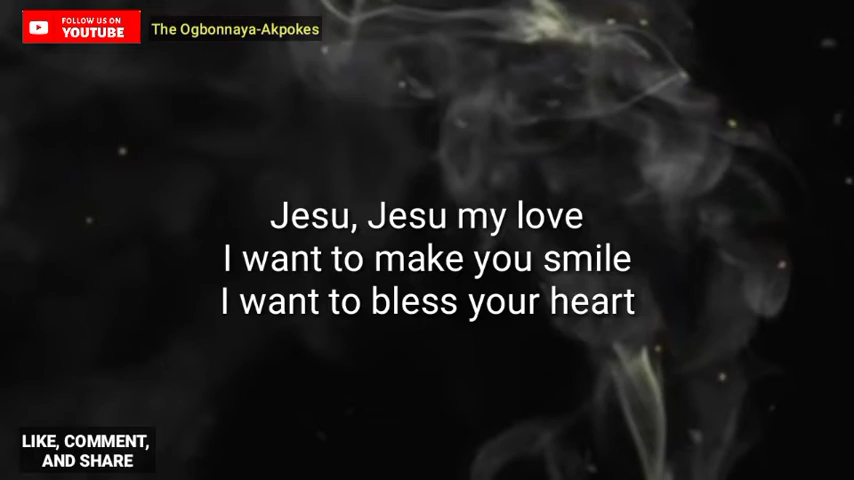 FOLLOW US ON
YOUTUBE
The Ogbonnaya-Akpokes
Jesu, Jesu my love
I want to make you smile
I want to bless your heart
LIKE, COMMENT,
AND SHARE